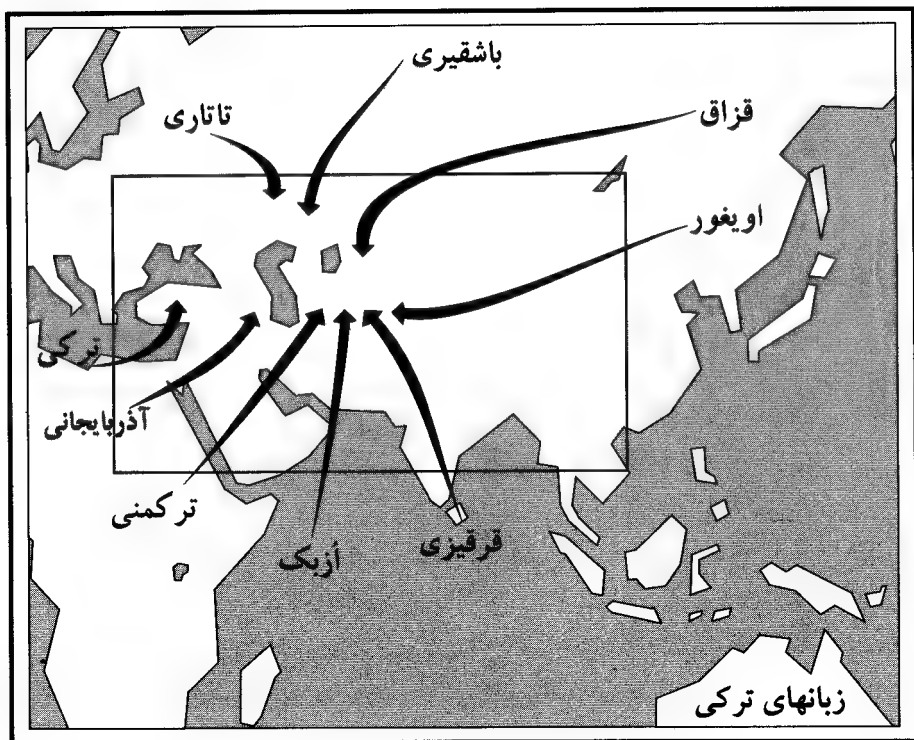 باشقیری
تاتاری
قزاق
اویغور
ترکی
آذربایجانی
ترکمنی
اُزبک
قرقیزی
زبانهای ترکی